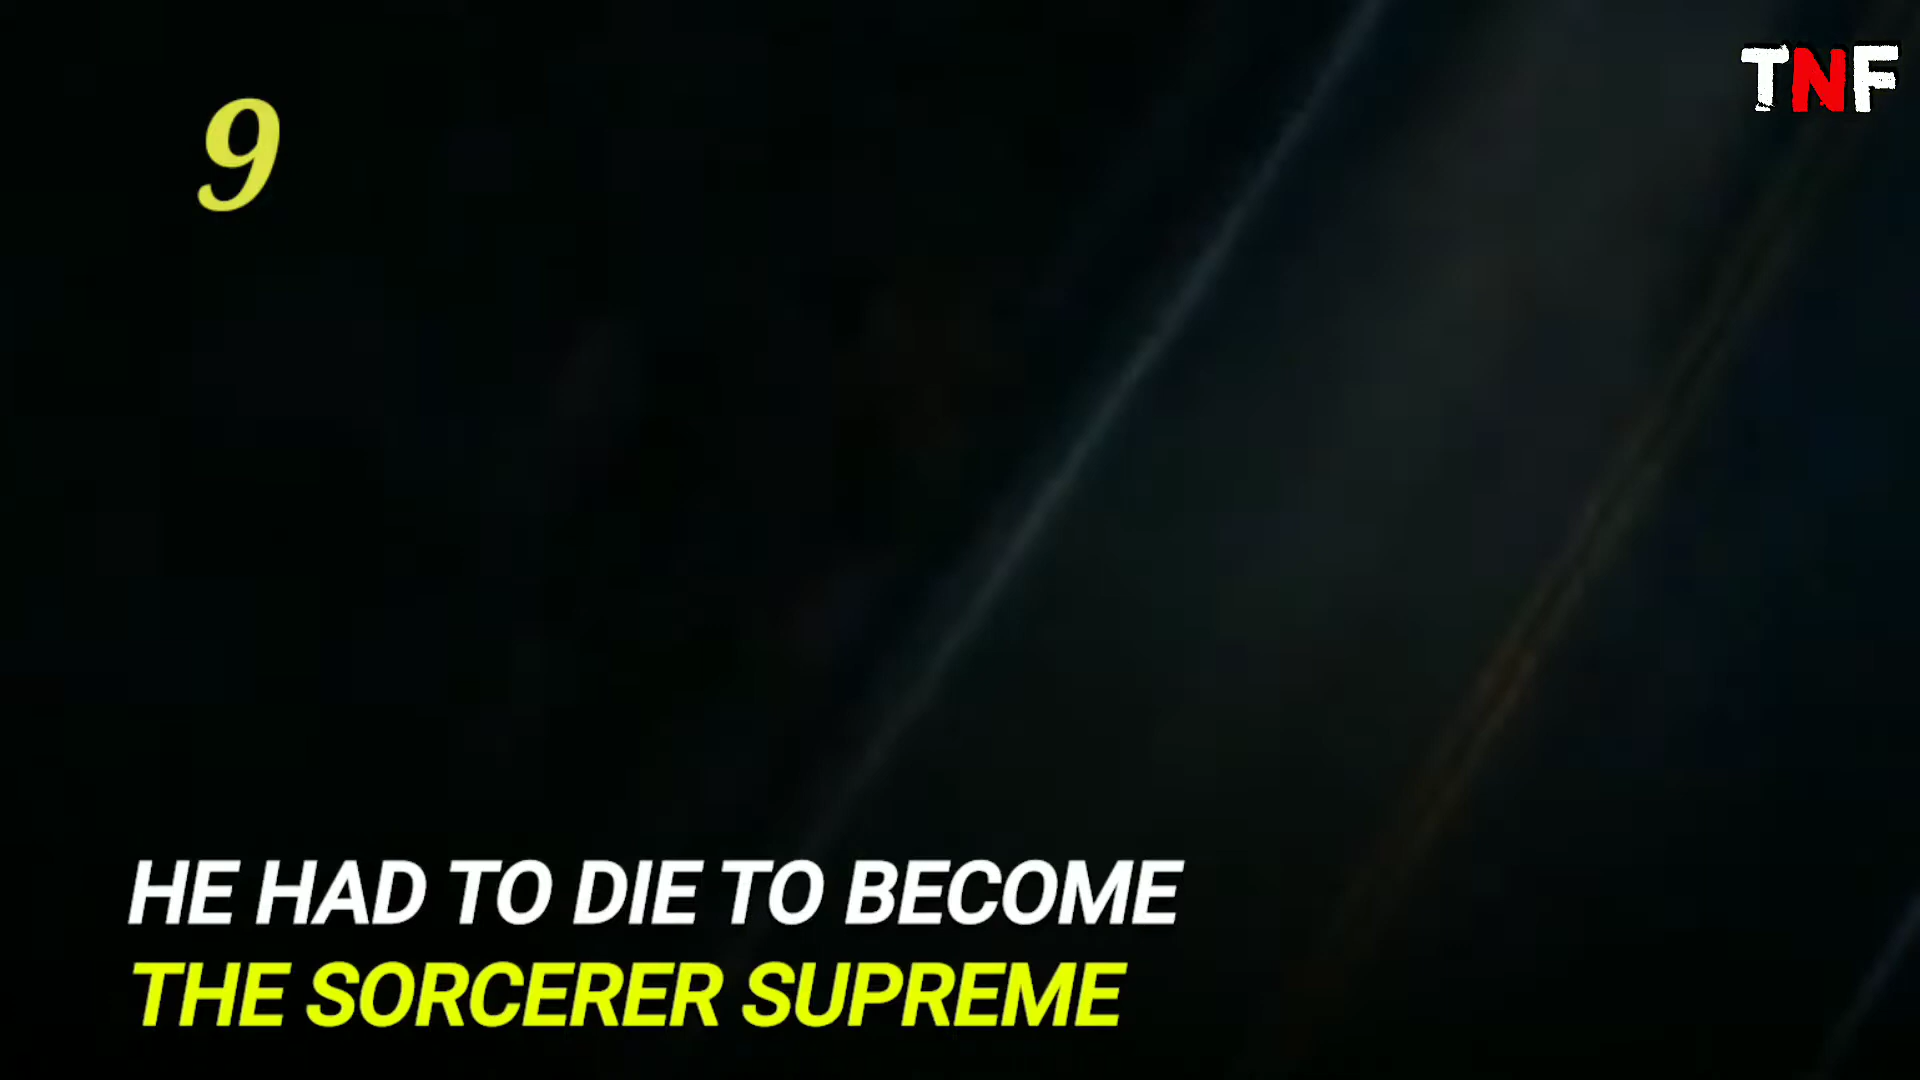 TNF
9
HE HAD TO DIE TO BECOME
THE SORCERER SUPREME